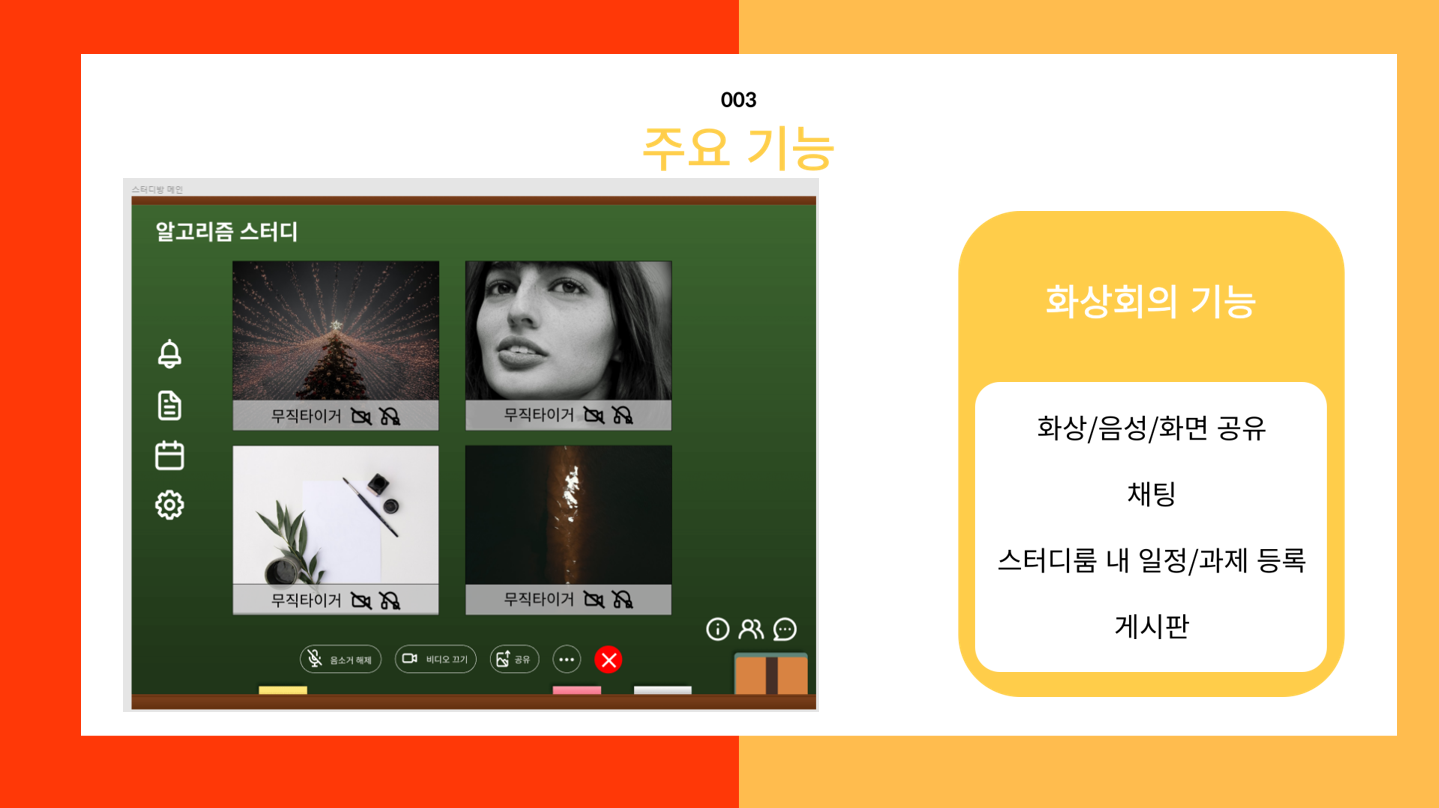 003
주요 기능
스터디방 메인
알고리즘 스터디
무직타이거
무직타이거
무직타이거
무직타이거
음소거 해제
비디오 끄기
공유
화상회의 기능
화상/음성/화면 공유
채팅
스터디룸 내 일정/과제 등록
게시판